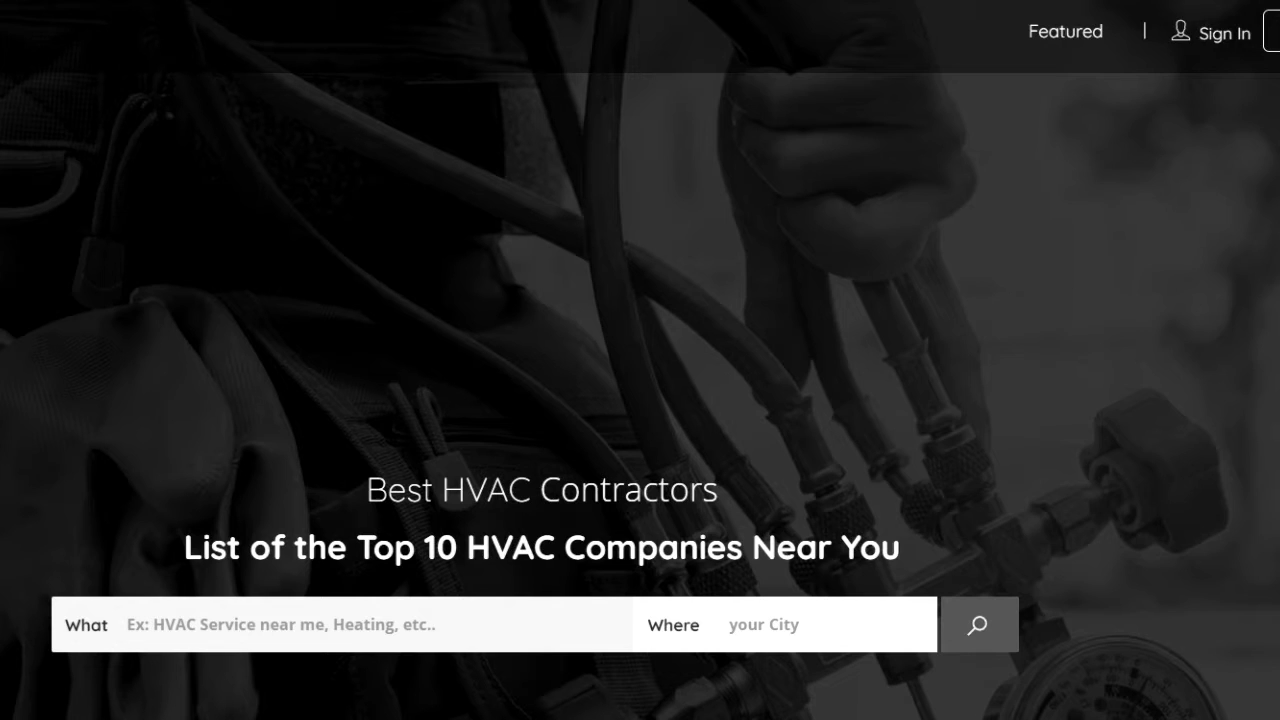 Featured | Sign In
Best HVAC Contractors
List of the Top 10 HVAC Companies Near You
What Ex: HVAC Service near me, Heating, etc.. Where your City